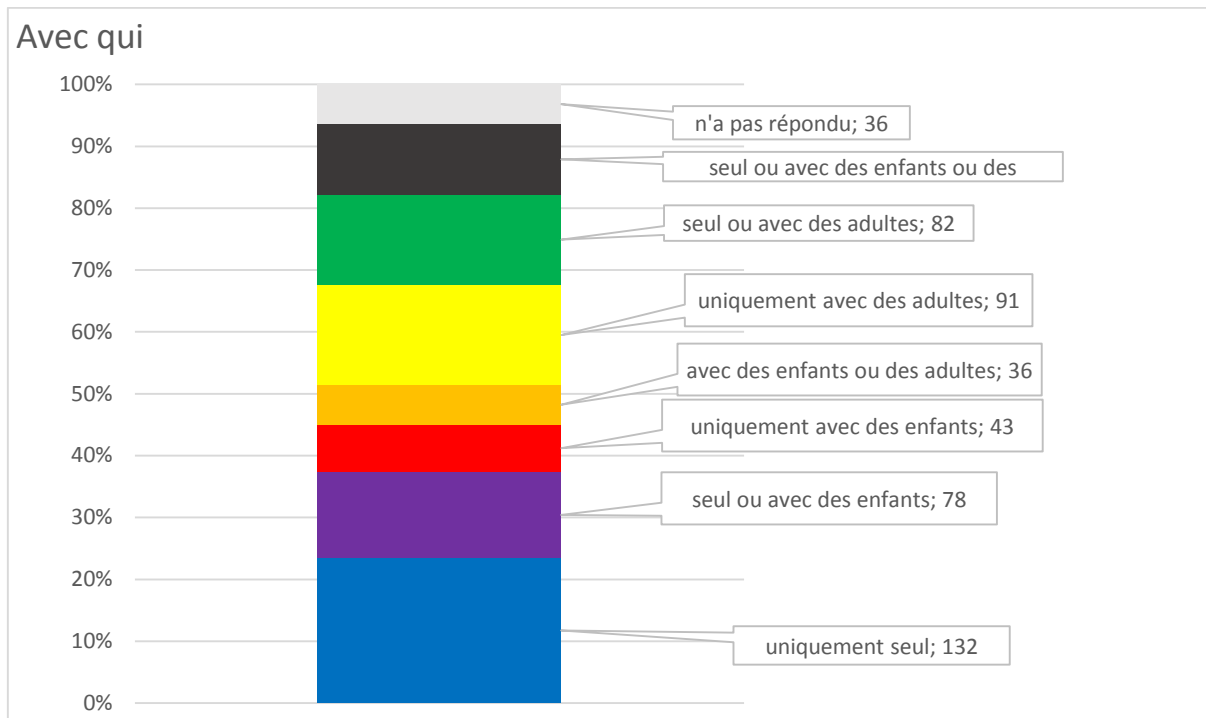 Avec qui
100%
90%
80%
70%
60%
50%
40%
30%
20%
10%
0%
n'a pas répondu; 36
seul ou avec des enfants ou des
seul ou avec des adultes; 82
uniquement avec des adultes; 91
avec des enfants ou des adultes; 36
uniquement avec des enfants; 43
seul ou avec des enfants; 78
uniquement seul; 132